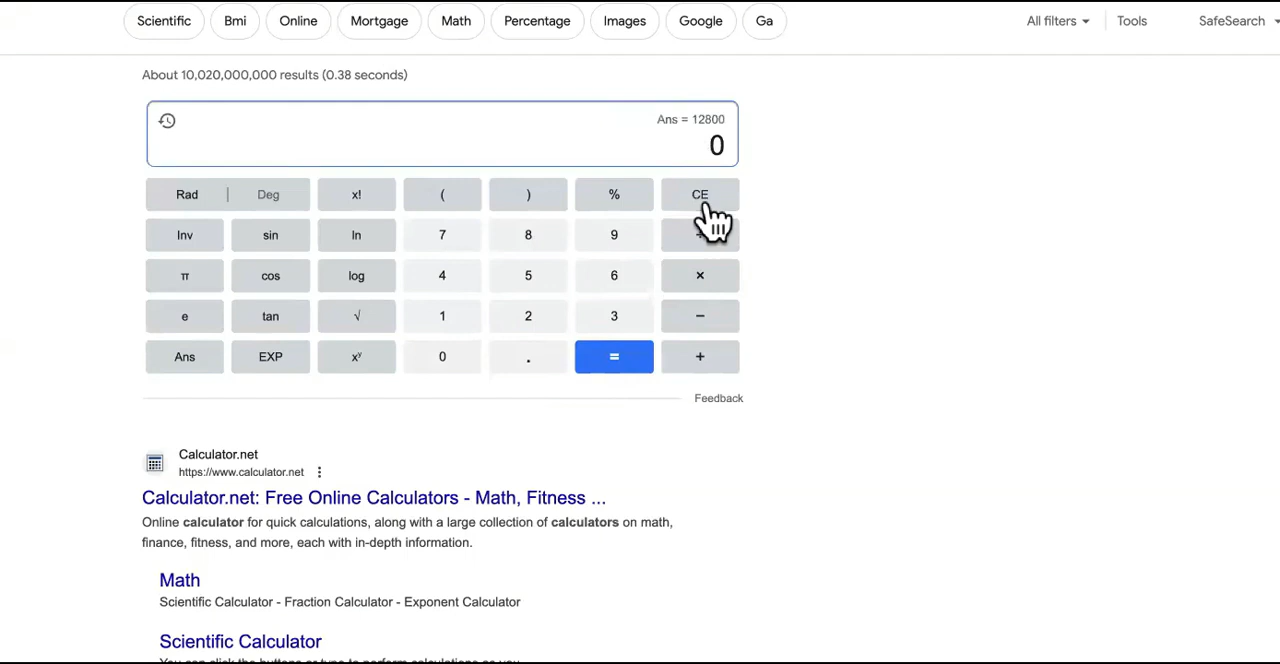 Scientific Bmi Online Mortgage Math Percentage Images Google Ga All filters Tools SafeSearch
About 10,020,000,000 results (0.38 seconds)
Ans = 12800
0
Rad | Deg x! ( ) % CE
Inv sin ln 7 8 9
π cos log 4 5 6 ×
e tan √ 1 2 3 −
Ans EXP xʸ 0 . = +
Feedback
Calculator.net
https://www.calculator.net
Calculator.net: Free Online Calculators - Math, Fitness ...
Online calculator for quick calculations, along with a large collection of calculators on math,
finance, fitness, and more, each with in-depth information.
Math
Scientific Calculator - Fraction Calculator - Exponent Calculator
Scientific Calculator